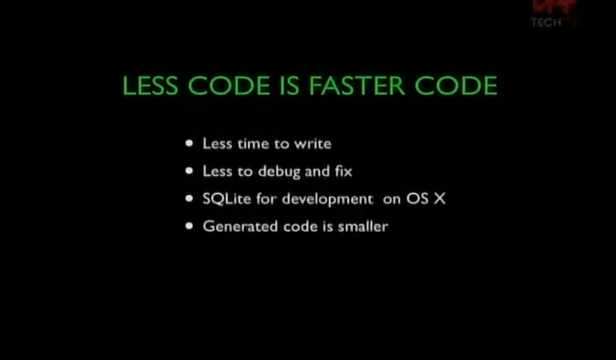 TECH
LESS CODE IS FASTER CODE
Less time to write
Less to debug and fix
SQLite for development on OS X
Generated code is smaller